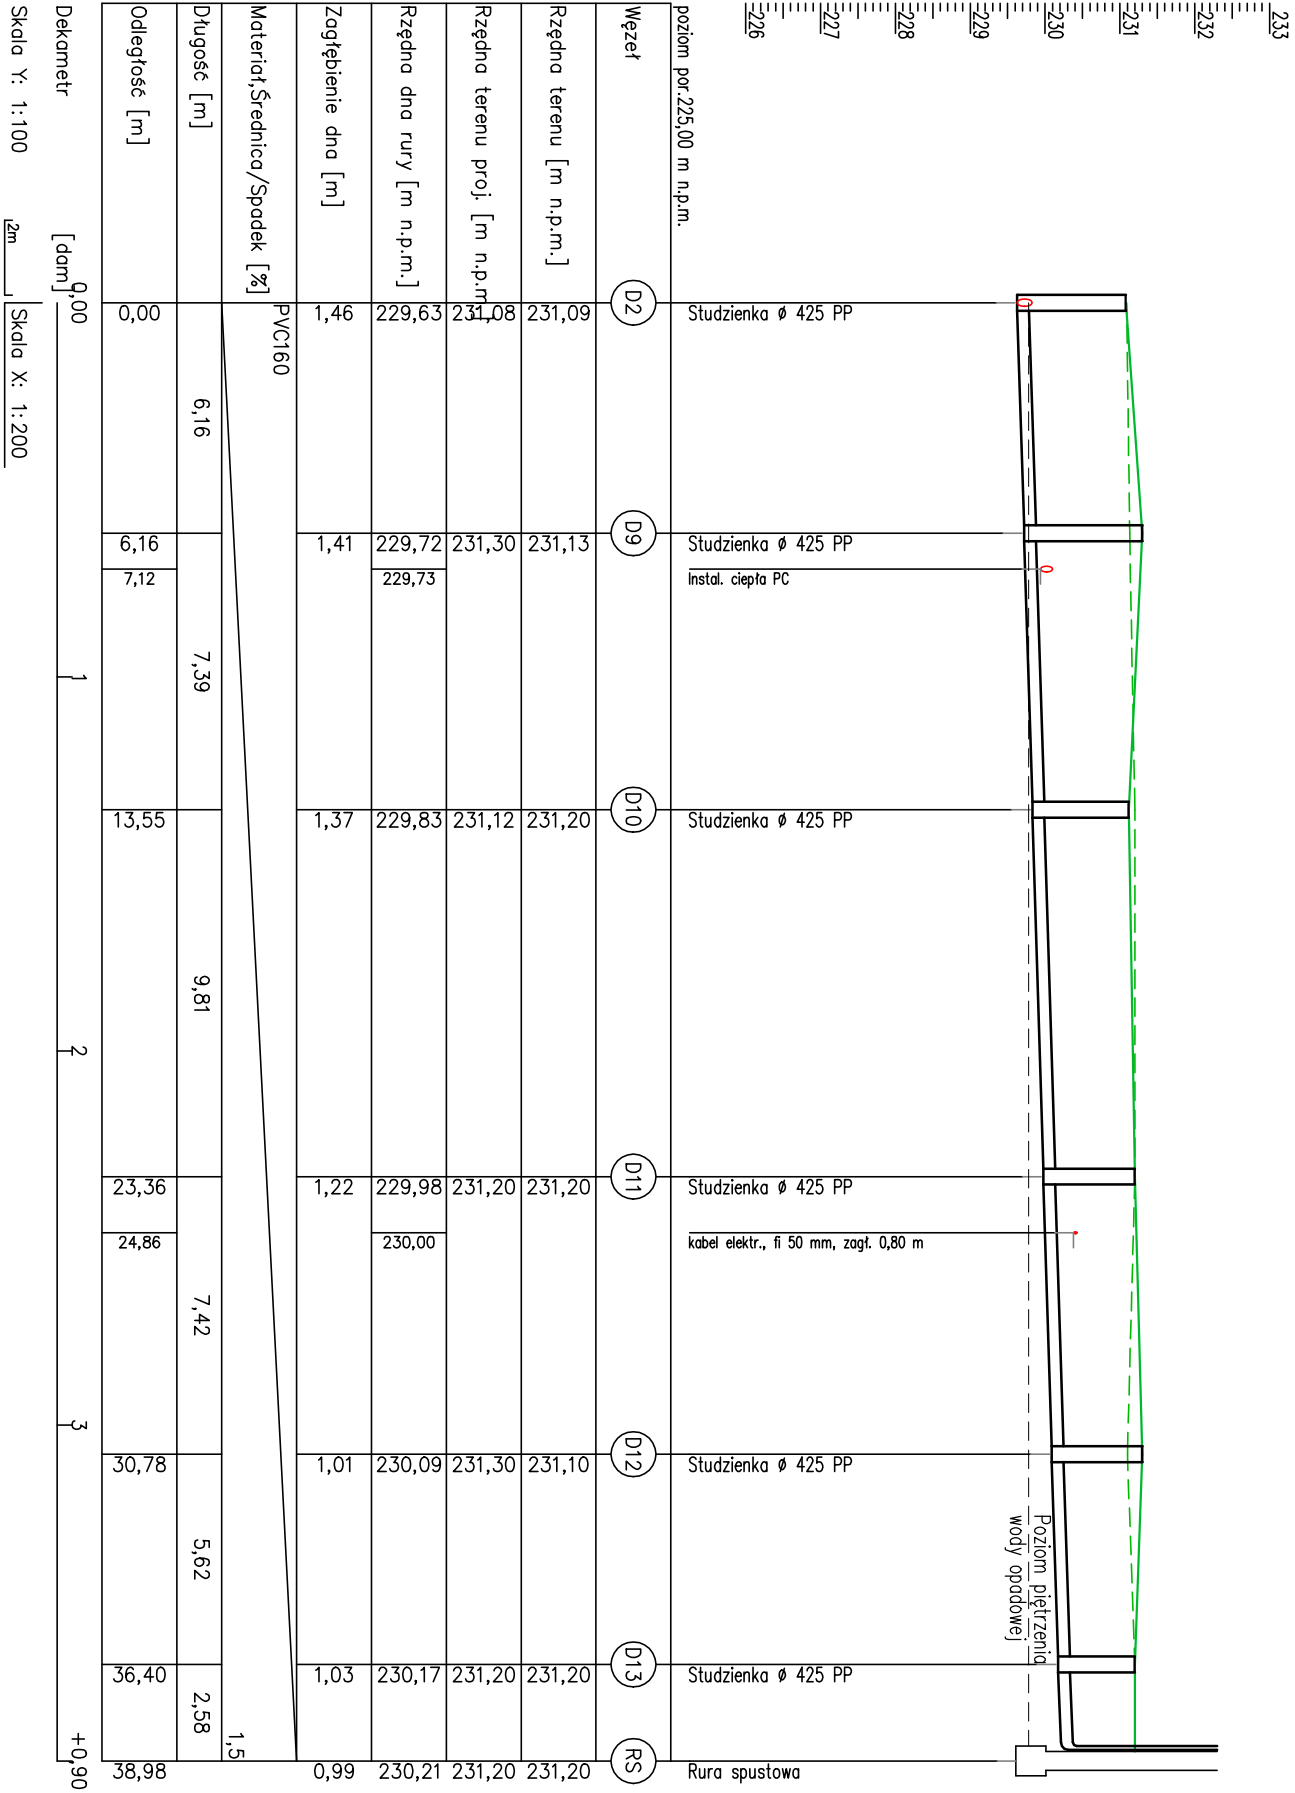 233
232
231
230
229
228
227
226
poziom por.225,00 m n.p.m.
Węzeł
D2
D9
D10
D11
D12
D13
RS
Rzędna terenu [m n.p.m.]
231,09
231,13
231,20
231,20
231,10
231,20
231,20
Rzędna terenu proj. [m n.p.m.]
231,08
231,30
231,12
231,20
231,30
231,20
231,20
Rzędna dna rury [m n.p.m.]
229,63
229,72
229,73
229,83
229,98
230,00
230,09
230,17
230,21
Zagłębienie dna [m]
1,46
1,41
1,37
1,22
1,01
1,03
0,99
Materiał,Średnica/Spadek [%]
PVC160
1,5
Długość [m]
6,16
7,39
9,81
7,42
5,62
2,58
Odległość [m]
0,00
6,16
7,12
13,55
23,36
24,86
30,78
36,40
38,98
Dekametr [dam]
0,00
1
2
3
+0,90
Skala Y: 1:100
2m
Skala X: 1:200
Studzienka ø 425 PP
Studzienka ø 425 PP
Instal. ciepła PC
Studzienka ø 425 PP
Studzienka ø 425 PP
kabel elektr., fi 50 mm, zagł. 0,80 m
Studzienka ø 425 PP
Studzienka ø 425 PP
Rura spustowa
Poziom piętrzenia
wody opadowej